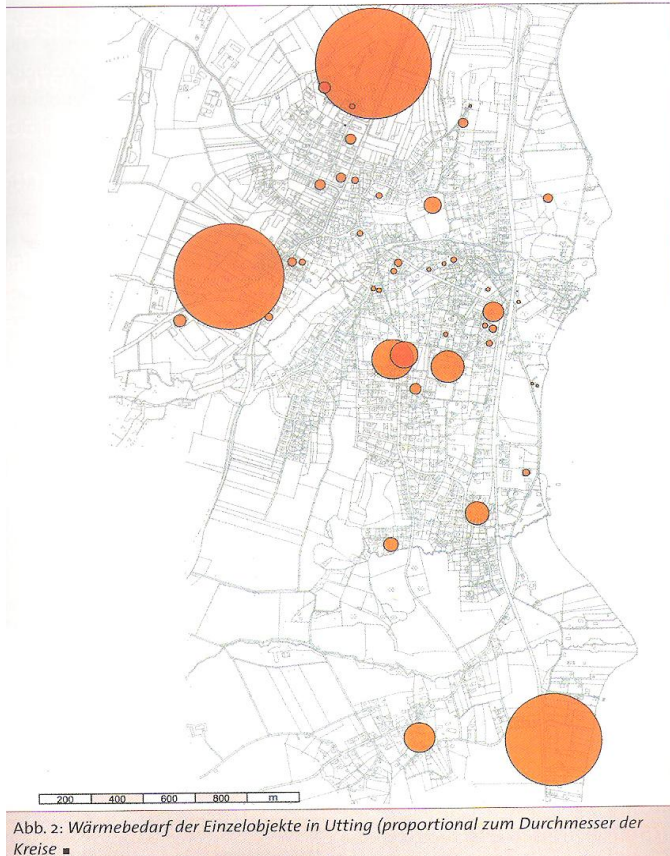 200 400 600 800 m
Abb. 2: Wärmebedarf der Einzelobjekte in Utting (proportional zum Durchmesser der
Kreise ■